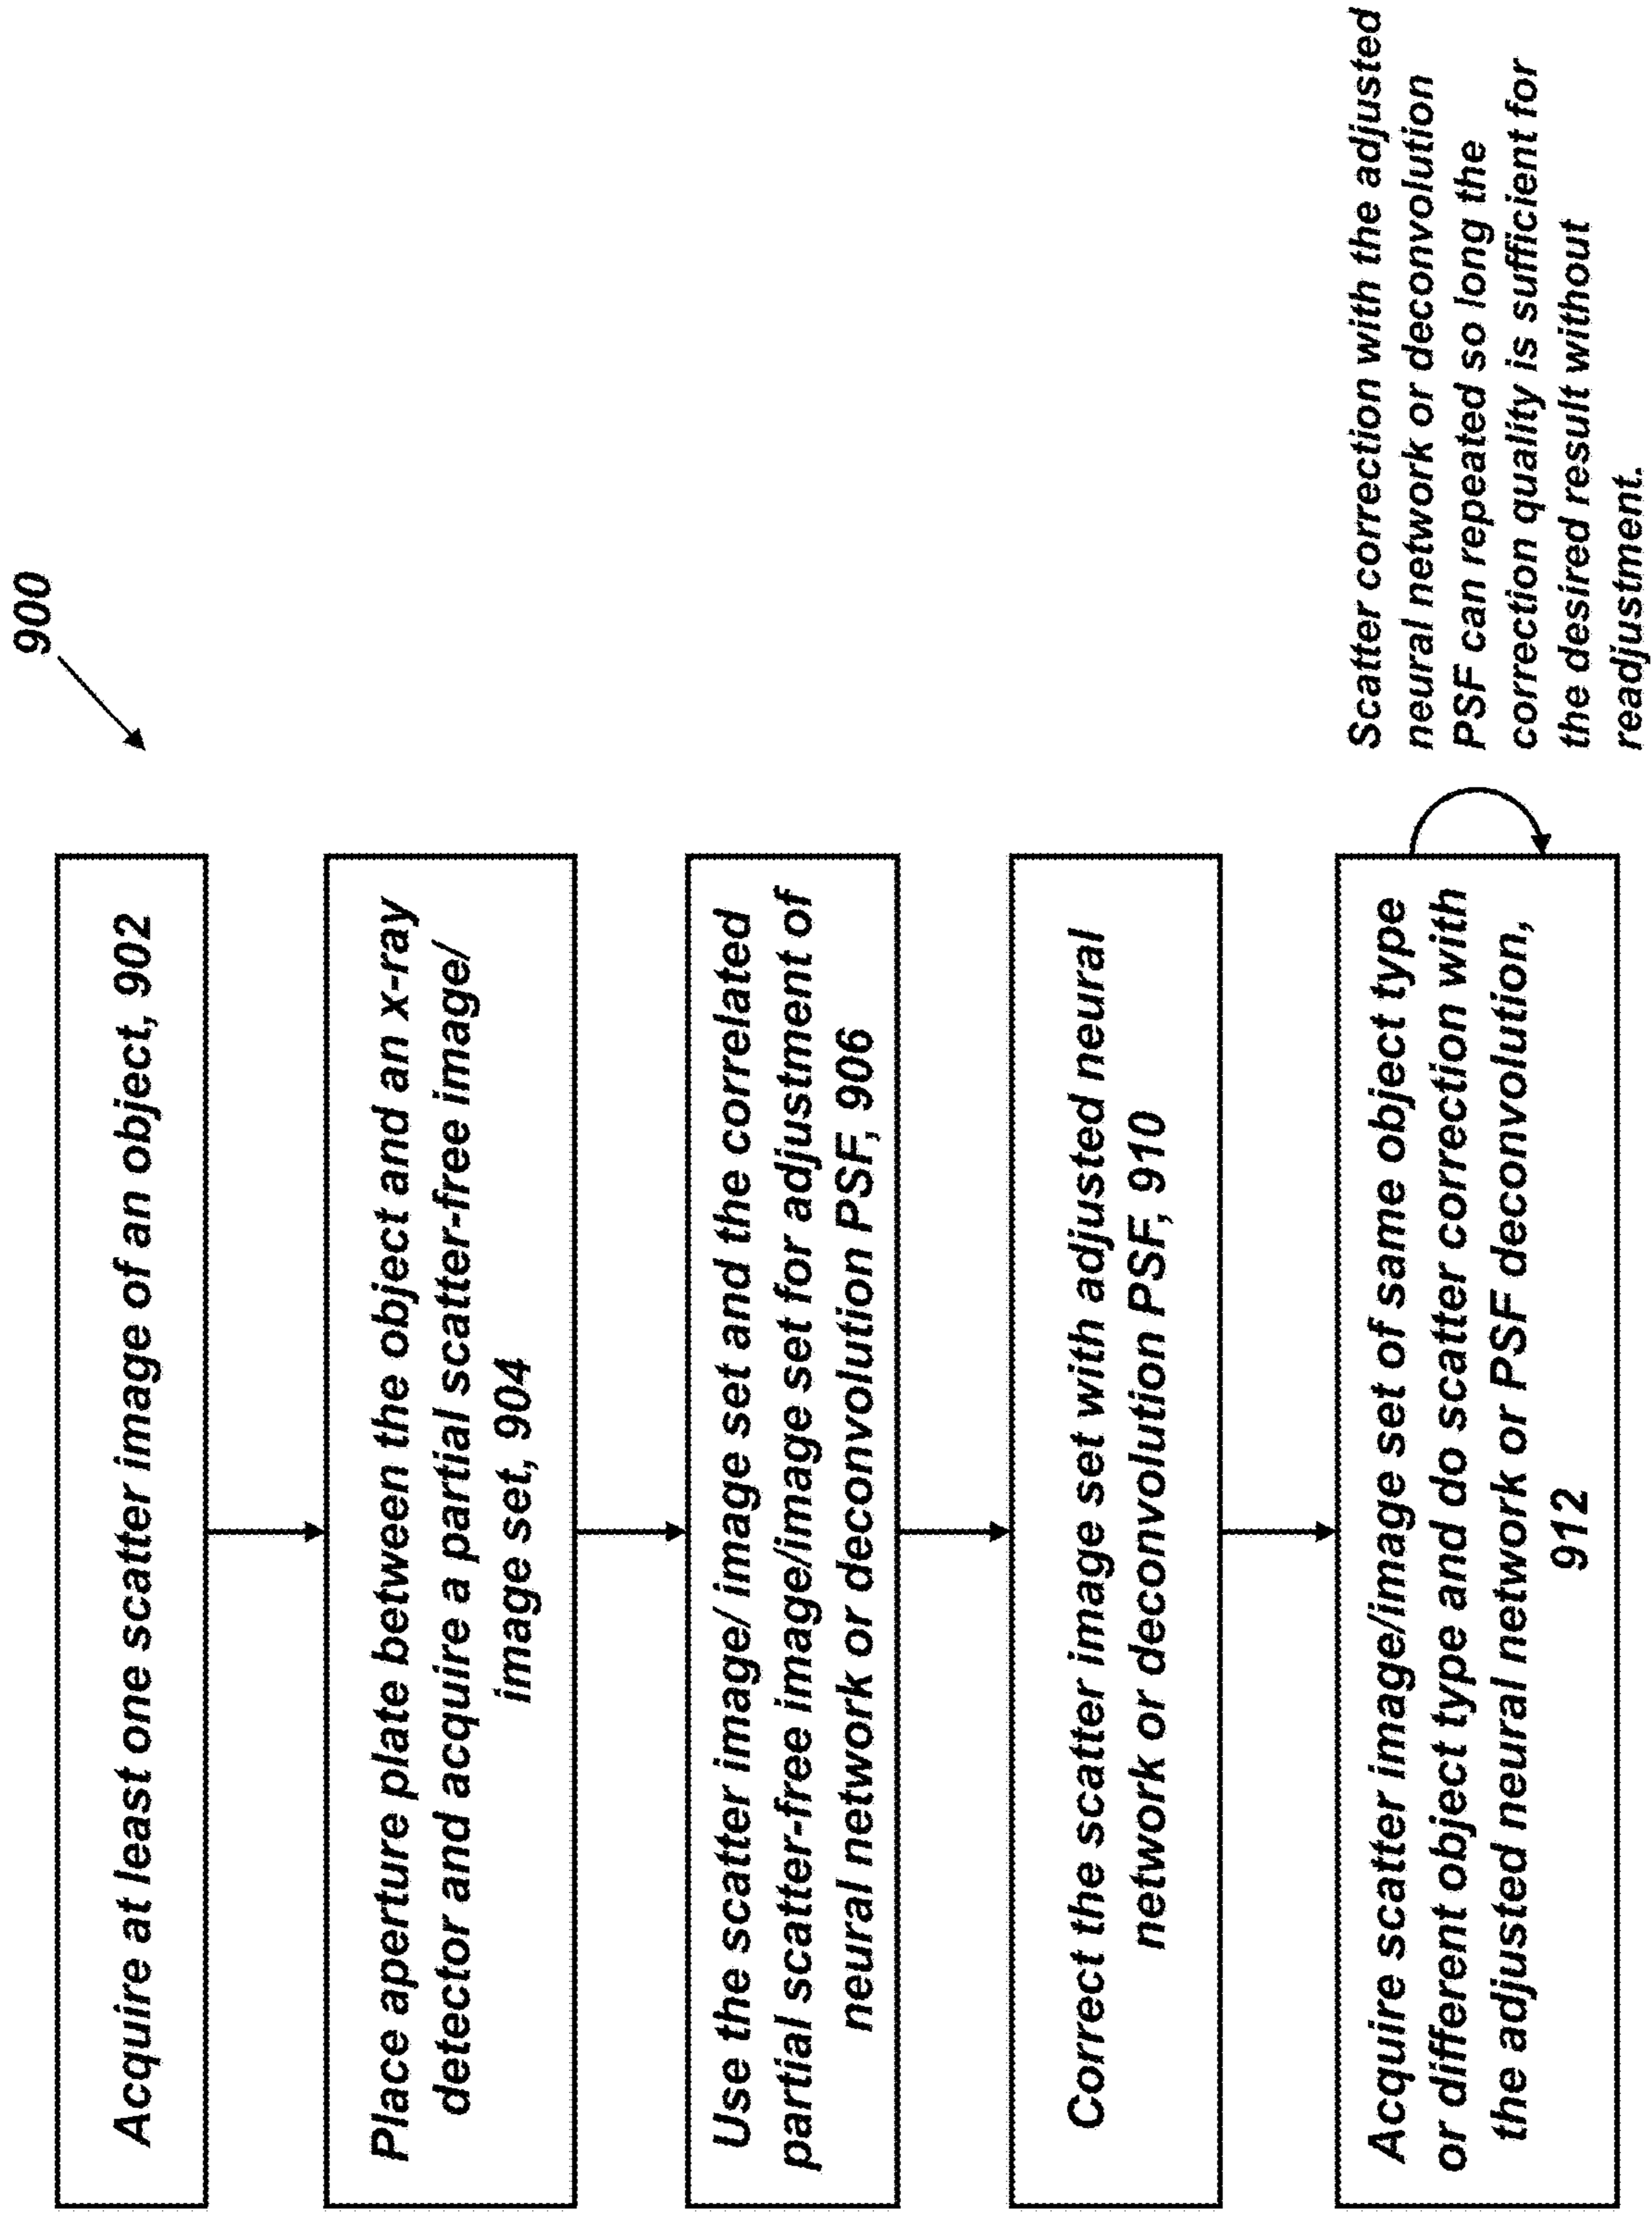 900
Acquire at least one scatter image of an object, 902
Place aperture plate between the object and an x-ray
detector and acquire a partial scatter-free image/
image set, 904
Use the scatter image/ image set and the correlated
partial scatter-free image/image set for adjustment of
neural network or deconvolution PSF, 906
Correct the scatter image set with adjusted neural
network or deconvolution PSF, 910
Acquire scatter image/image set of same object type
or different object type and do scatter correction with
the adjusted neural network or PSF deconvolution,
912
Scatter correction with the adjusted
neural network or deconvolution
PSF can repeated so long the
correction quality is sufficient for
the desired result without
readjustment.